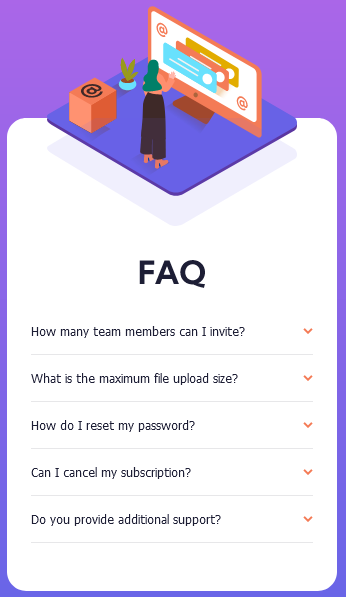 @
@
@
FAQ
How many team members can I invite?
What is the maximum file upload size?
How do I reset my password?
Can I cancel my subscription?
Do you provide additional support?